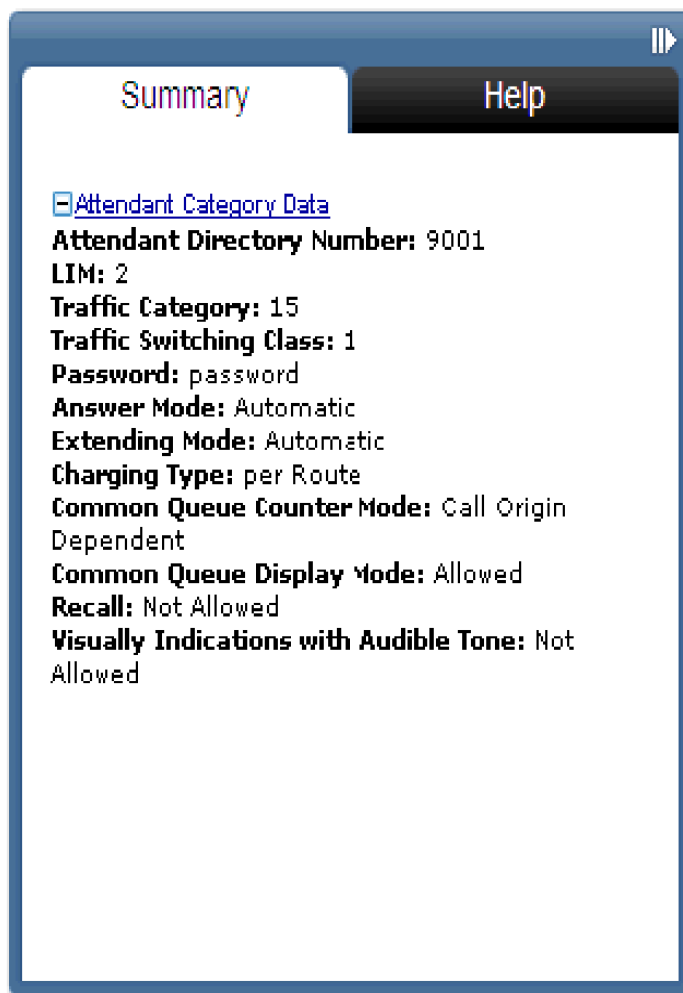 Summary
Help
Attendant Category Data
Attendant Directory Number: 9001
LIM: 2
Traffic Category: 15
Traffic Switching Class: 1
Password: password
Answer Mode: Automatic
Extending Mode: Automatic
Charging Type: per Route
Common Queue Counter Mode: Call Origin
Dependent
Common Queue Display Mode: Allowed
Recall: Not Allowed
Visually Indications with Audible Tone: Not
Allowed